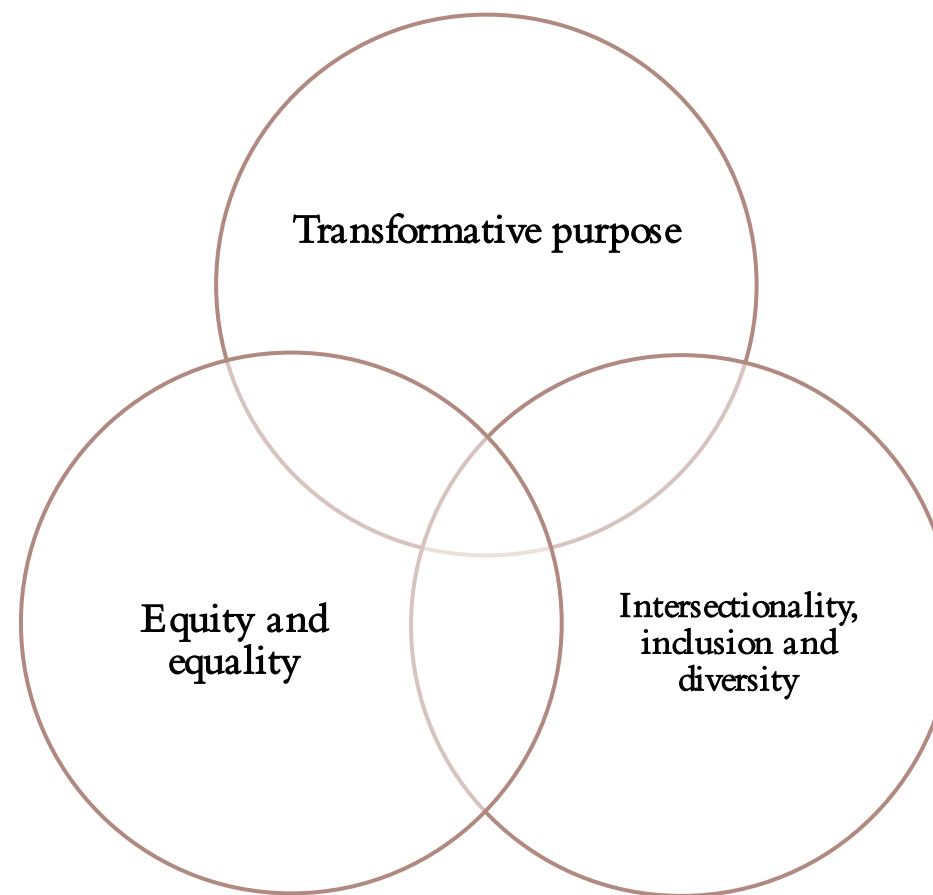 Transformative purpose
Equity and
equality
Intersectionality,
inclusion and
diversity